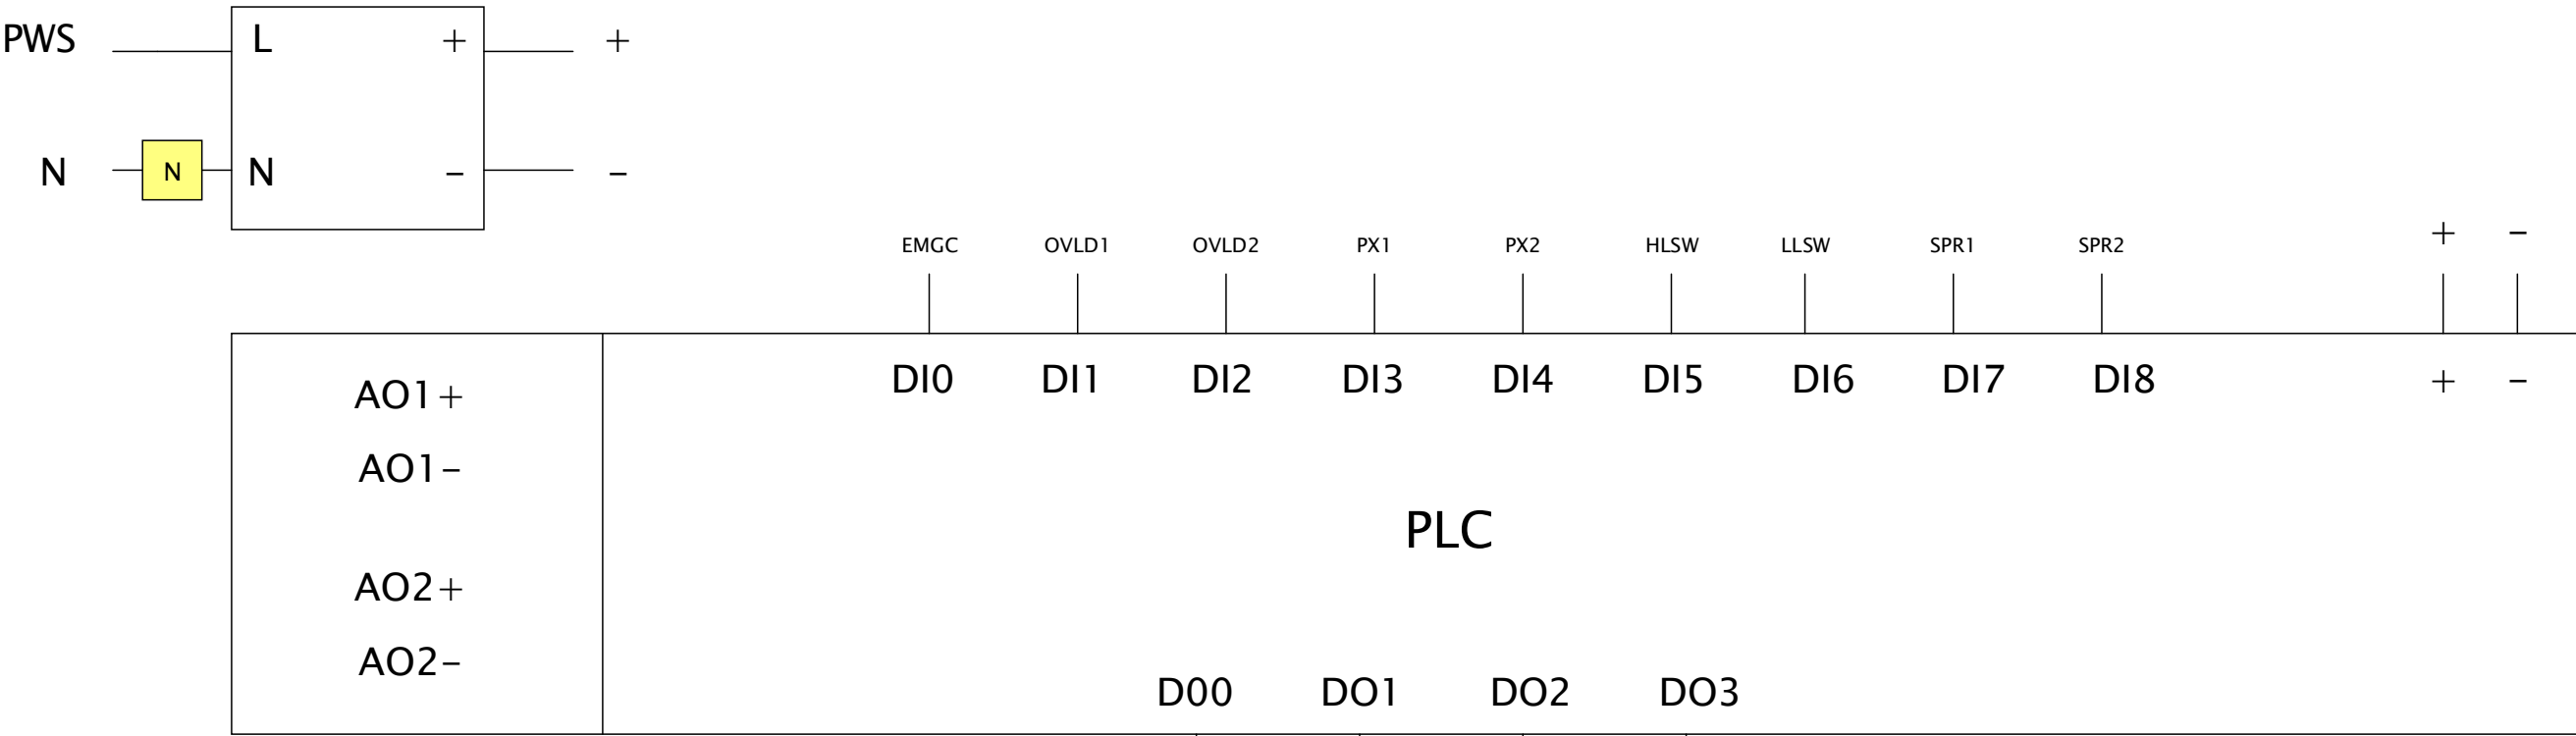 PWS L + +
N N N - -
EMGC OVLD1 OVLD2 PX1 PX2 HLSW LLSW SPR1 SPR2 + -
DI0 DI1 DI2 DI3 DI4 DI5 DI6 DI7 DI8 + -
AO1+
AO1-
PLC
AO2+
AO2-
D00 DO1 DO2 DO3